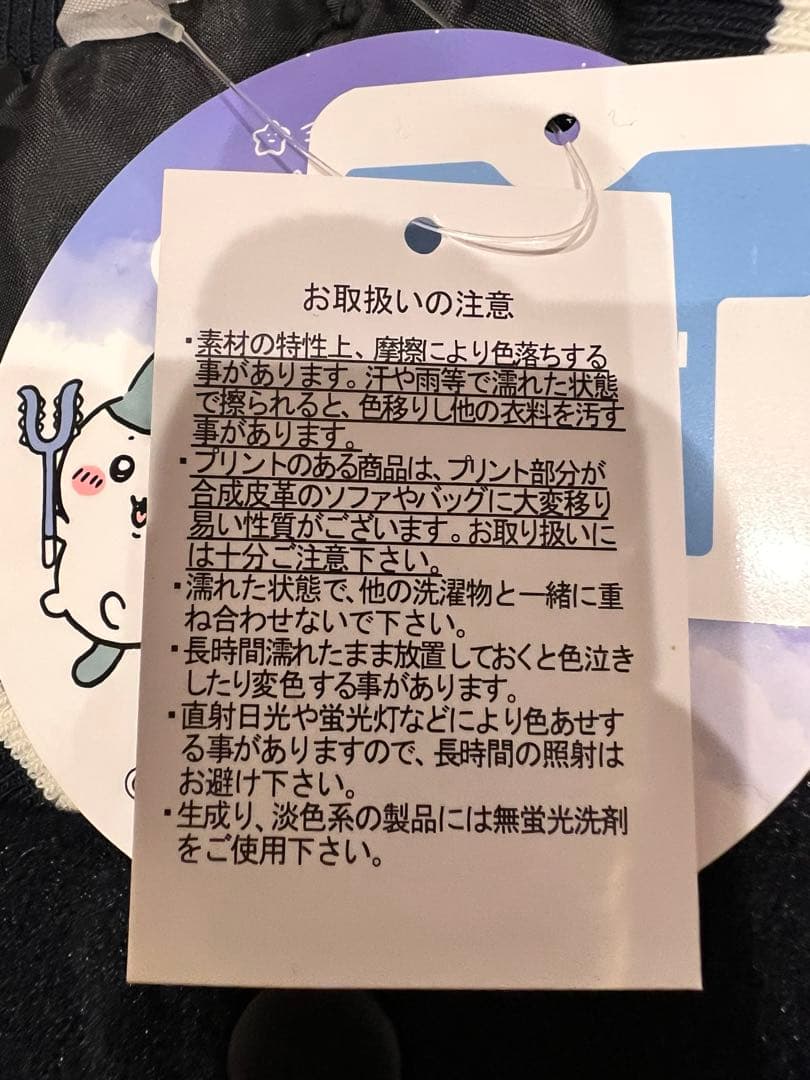 お取扱いの注意
・素材の特性上、摩擦により色落ちする
事があります。汗や雨等で濡れた状態
で擦られると、色移りし他の衣料を汚す
事があります。
・プリントのある商品は、プリント部分が
合成皮革のソファやバッグに大変移り
易い性質がございます。お取り扱いに
は十分ご注意下さい。
・濡れた状態で、他の洗濯物と一緒に重
ね合わせないで下さい。
・長時間濡れたまま放置しておくと色泣き
したり変色する事があります。
・直射日光や蛍光灯などにより色あせす
る事がありますので、長時間の照射は
お避け下さい。
・生成り、淡色系の製品には無蛍光洗剤
をご使用下さい。